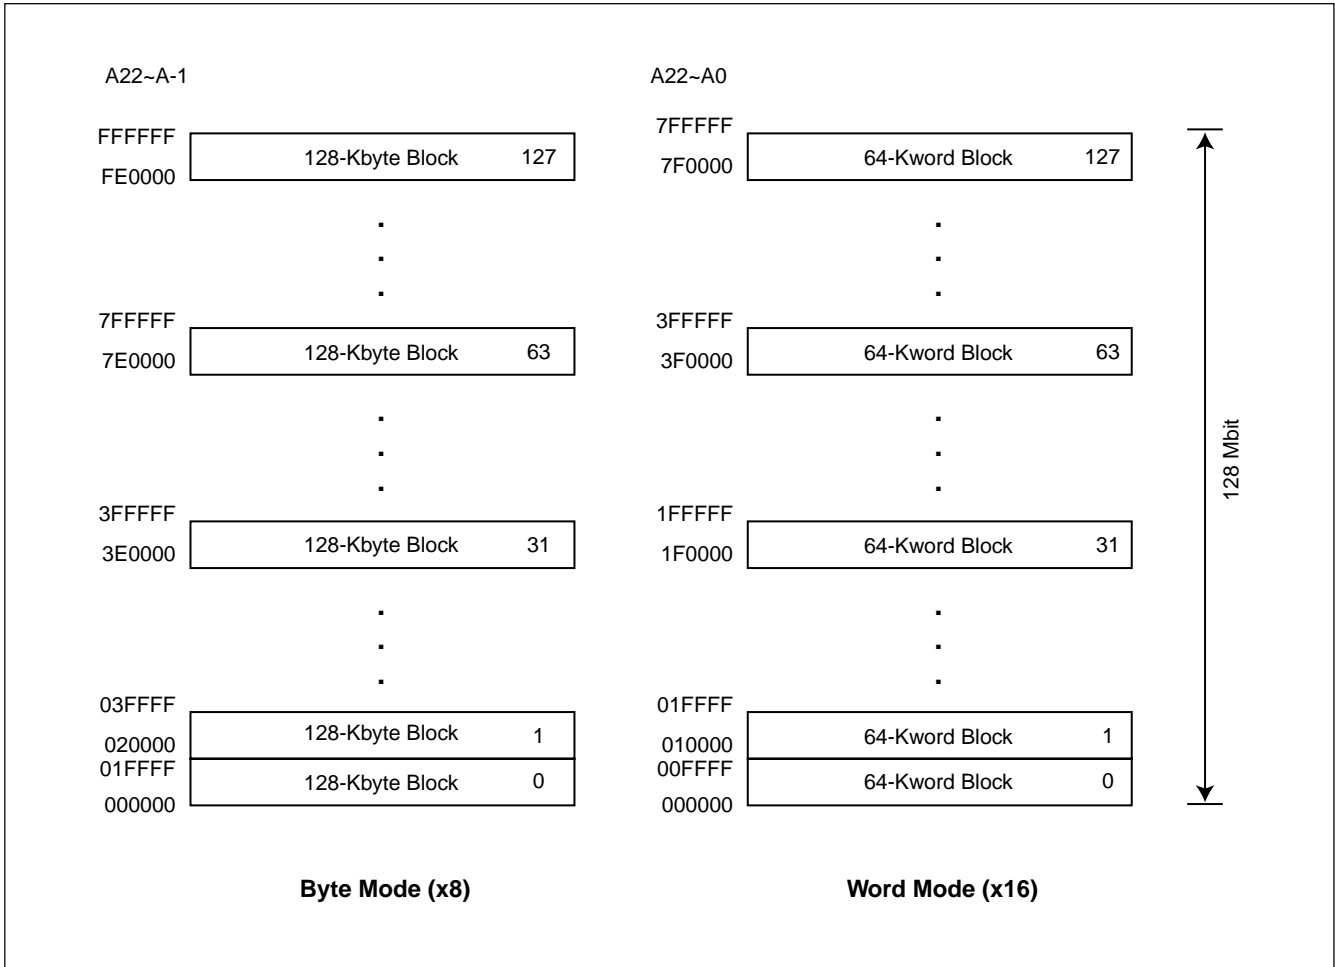 A22~A-1
FFFFFF
128-Kbyte Block 127
FE0000
7FFFFF
128-Kbyte Block 63
7E0000
3FFFFF
128-Kbyte Block 31
3E0000
03FFFF
128-Kbyte Block 1
020000
01FFFF
128-Kbyte Block 0
000000
Byte Mode (x8)
A22~A0
7FFFFF
64-Kword Block 127
7F0000
3FFFFF
64-Kword Block 63
3F0000
1FFFFF
64-Kword Block 31
1F0000
01FFFF
64-Kword Block 1
010000
00FFFF
64-Kword Block 0
000000
Word Mode (x16)
128 Mbit